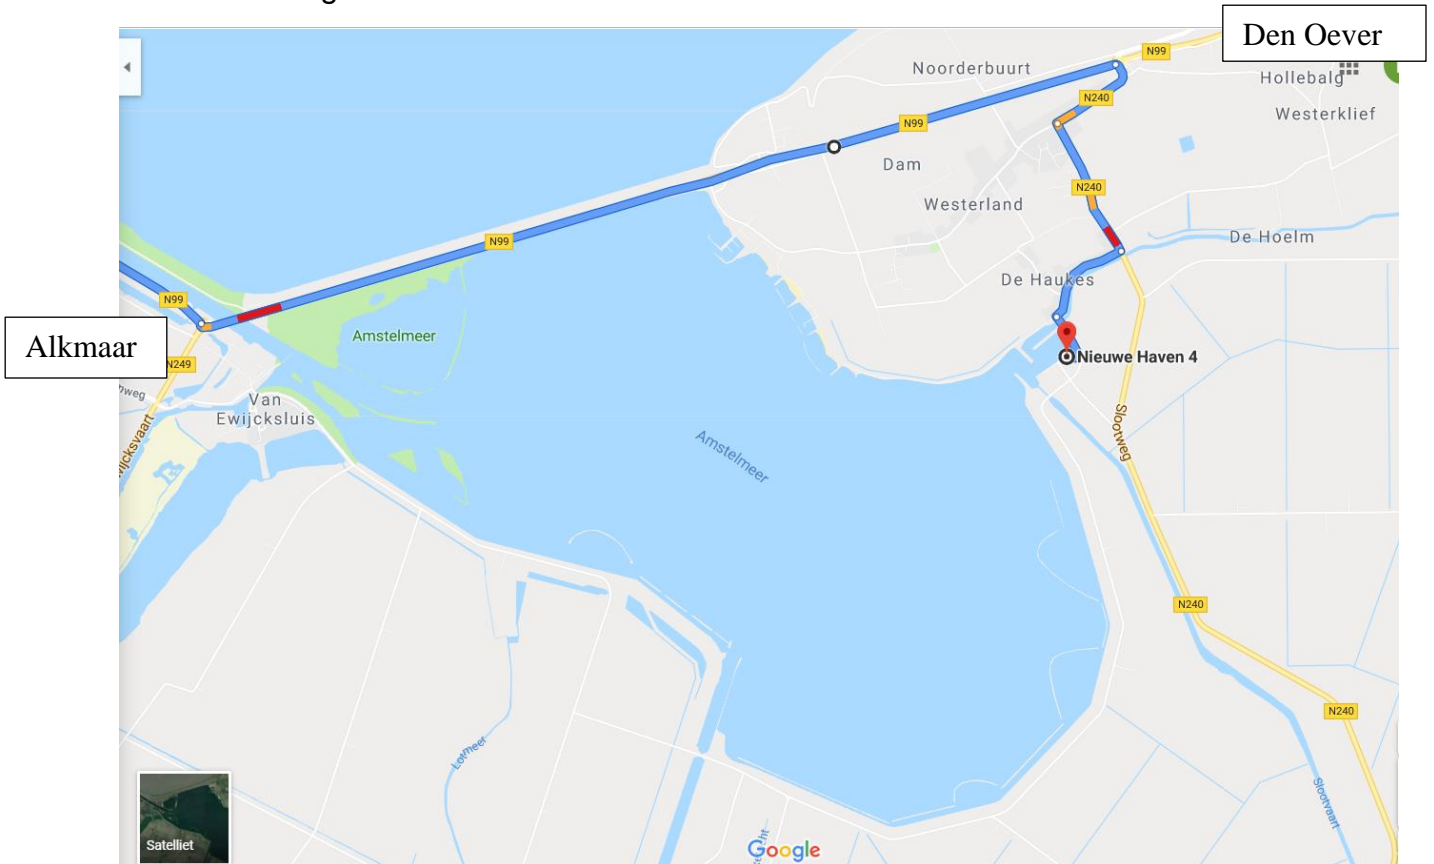 Den Oever
N99
Noorderbuurt
Hollebalg
N240
Westerklief
N99
Dam
N240
Westerland
N99
De Hoelm
De Haukes
N99
Amstelmeer
Alkmaar
Nieuwe Haven 4
N249
Van
Ewijcksluis
Slootweg
Amstelmeer
N240
N240
Lotmeer
Slootvaart
Satelliet
Google